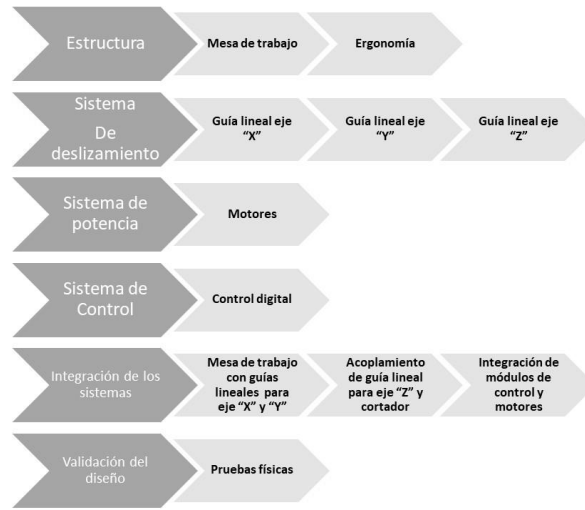 Estructura
Mesa de trabajo
Ergonomía
Sistema
De
deslizamiento
Guía lineal eje
“X”
Guía lineal eje
“Y”
Guía lineal eje
“Z”
Sistema de
potencia
Motores
Sistema de
Control
Control digital
Integración de los
sistemas
Mesa de trabajo
con guías
lineales para
eje “X” y “Y”
Acoplamiento
de guía lineal
para eje “Z” y
cortador
Integración de
módulos de
control y
motores
Validación del
diseño
Pruebas físicas